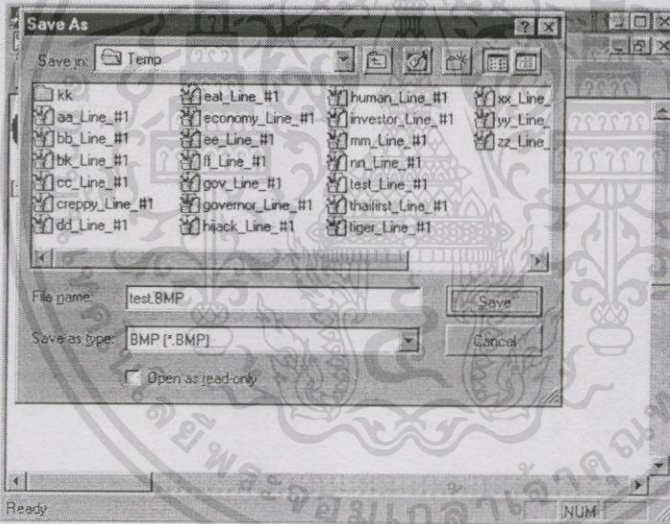 Save As
Save in: Temp
kk
aa_Line_#1
bb_Line_#1
bk_Line_#1
cc_Line_#1
creppy_Line_#1
dd_Line_#1
eat_Line_#1
economy_Line_#1
ee_Line_#1
ff_Line_#1
gov_Line_#1
governor_Line_#1
hijack_Line_#1
human_Line_#1
investor_Line_#1
mm_Line_#1
nn_Line_#1
test_Line_#1
thaifirst_Line_#1
tiger_Line_#1
xx_Line_
yy_Line_
zz_Line_
File name: test.BMP
Save
Save as type: BMP (*.BMP)
Cancel
Open as read-only
Ready
NUM